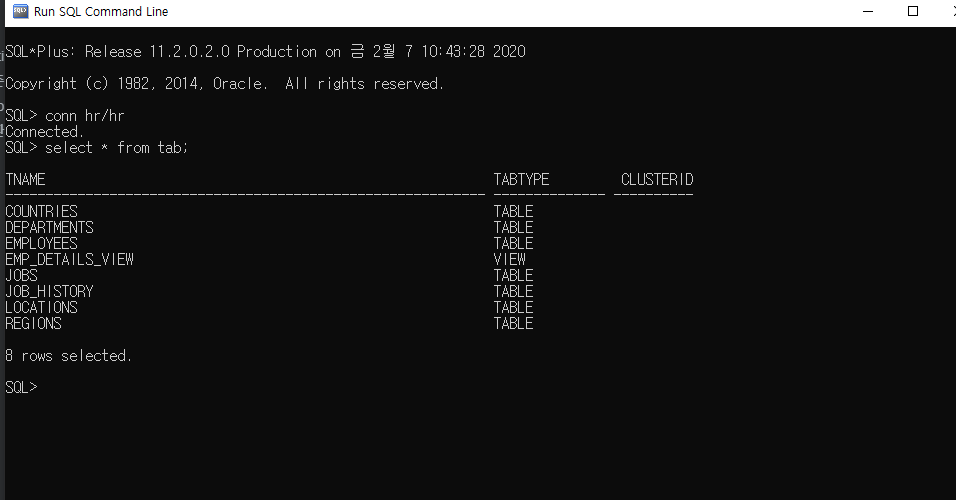 Run SQL Command Line
SQL*Plus: Release 11.2.0.2.0 Production on 금 2월 7 10:43:28 2020
Copyright (c) 1982, 2014, Oracle.  All rights reserved.
SQL> conn hr/hr
Connected.
SQL> select * from tab;
TNAME TABTYPE CLUSTERID
------------------------------------------------------------ --------------- ----------
COUNTRIES TABLE
DEPARTMENTS TABLE
EMPLOYEES TABLE
EMP_DETAILS_VIEW VIEW
JOBS TABLE
JOB_HISTORY TABLE
LOCATIONS TABLE
REGIONS TABLE
8 rows selected.
SQL>